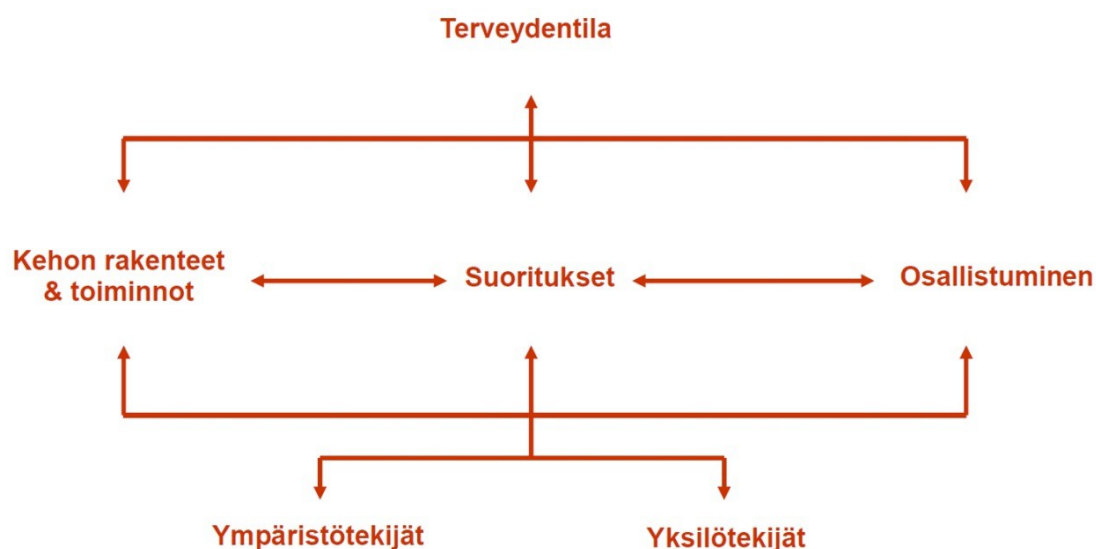 Terveydentila
Kehon rakenteet
& toiminnot
Suoritukset
Osallistuminen
Ympäristötekijät
Yksilötekijät